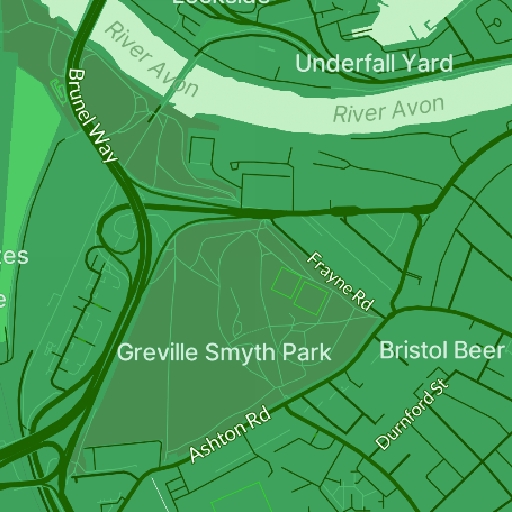 River Avon
Underfall Yard
River Avon
Brunel Way
Frayne Rd
Greville Smyth Park
Bristol Beer
Durnford St
Ashton Rd